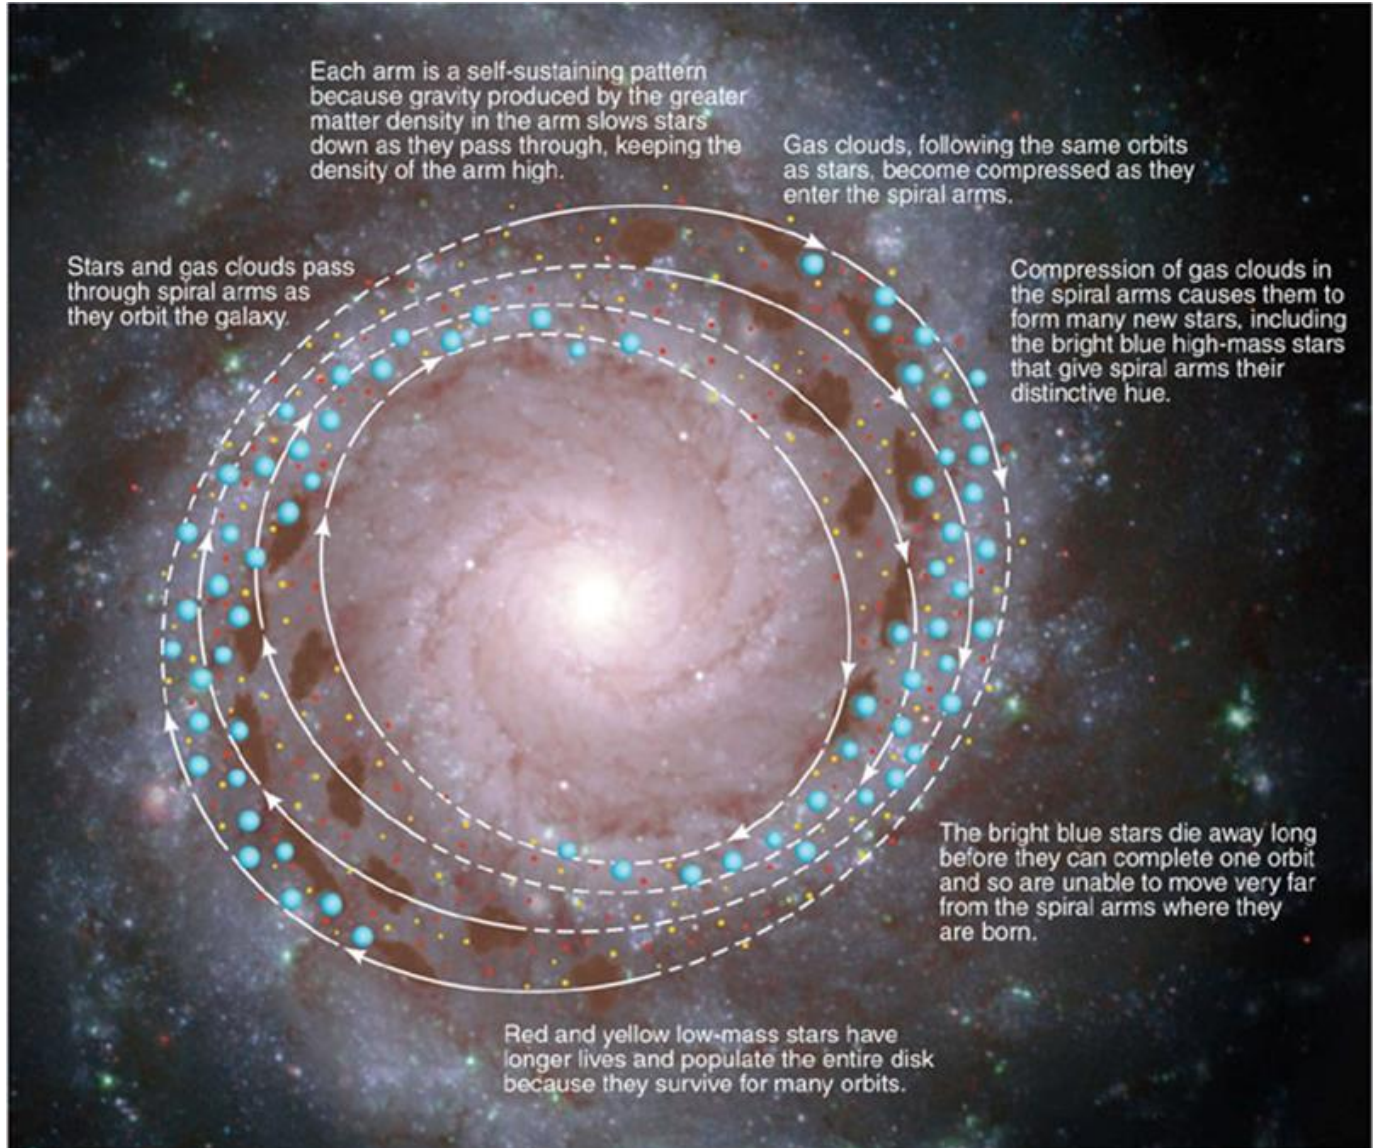 Each arm is a self-sustaining pattern
because gravity produced by the greater
matter density in the arm slows stars
down as they pass through, keeping the
density of the arm high.
Gas clouds, following the same orbits
as stars, become compressed as they
enter the spiral arms.
Stars and gas clouds pass
through spiral arms as
they orbit the galaxy.
Compression of gas clouds in
the spiral arms causes them to
form many new stars, including
the bright blue high-mass stars
that give spiral arms their
distinctive hue.
The bright blue stars die away long
before they can complete one orbit
and so are unable to move very far
from the spiral arms where they
are born.
Red and yellow low-mass stars have
longer lives and populate the entire disk
because they survive for many orbits.